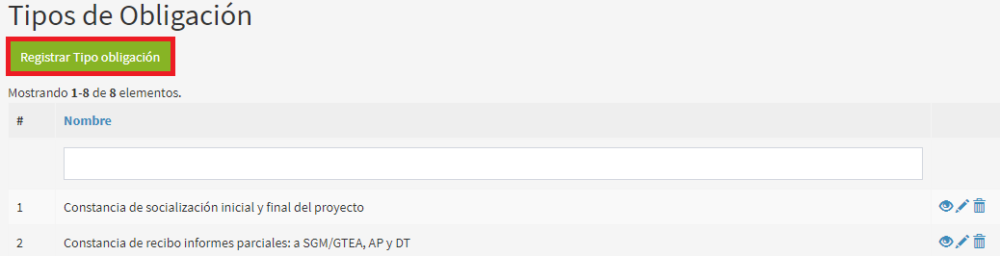 Tipos de Obligación
Registrar Tipo obligación
Mostrando 1-8 de 8 elementos.
# Nombre
1 Constancia de socialización inicial y final del proyecto
2 Constancia de recibo informes parciales: a SGM/GTEA, AP y DT